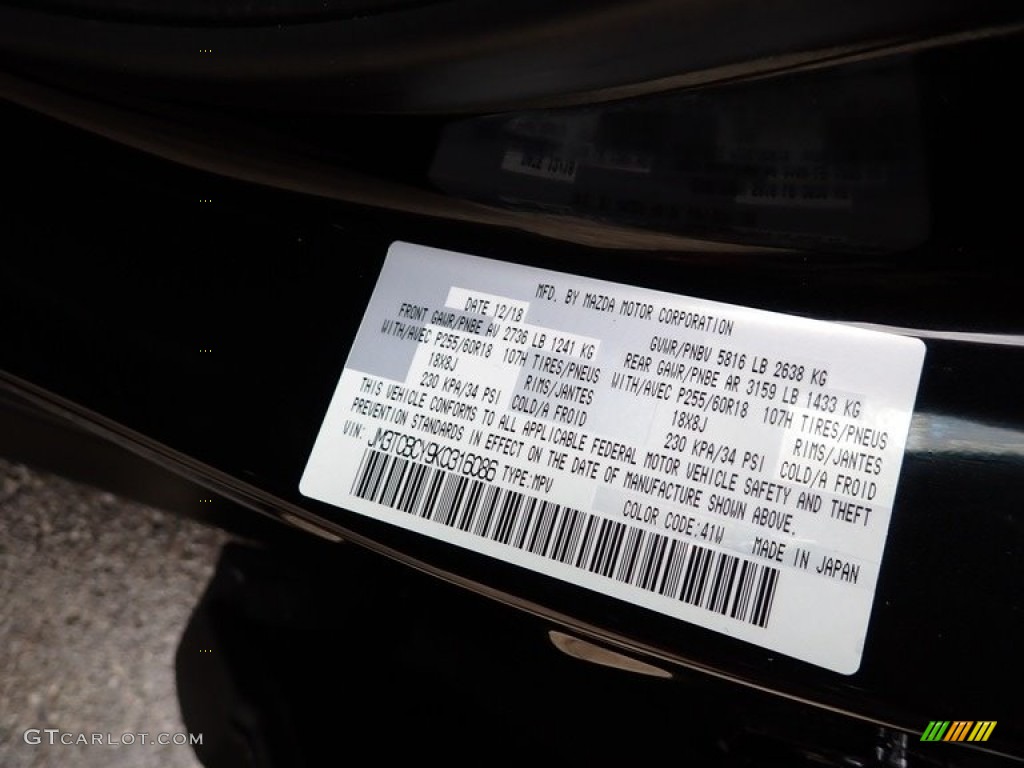 MFD. BY MAZDA MOTOR CORPORATION
DATE 12/18 GVWR/PNBV 5816 LB 2638 KG
FRONT GAWR/PNBE AV 2736 LB 1241 KG REAR GAWR/PNBE AR 3159 LB 1433 KG
WITH/AVEC P255/60R18 107H TIRES/PNEUS WITH/AVEC P255/60R18 107H TIRES/PNEUS
18X8J RIMS/JANTES 18X8J RIMS/JANTES
230 KPA/34 PSI COLD/A FROID 230 KPA/34 PSI COLD/A FROID
THIS VEHICLE CONFORMS TO ALL APPLICABLE FEDERAL MOTOR VEHICLE SAFETY AND THEFT
PREVENTION STANDARDS IN EFFECT ON THE DATE OF MANUFACTURE SHOWN ABOVE.
VIN: JM3TCBCY9K0316086 TYPE:MPV COLOR CODE:41W MADE IN JAPAN
GTCARLOT.COM